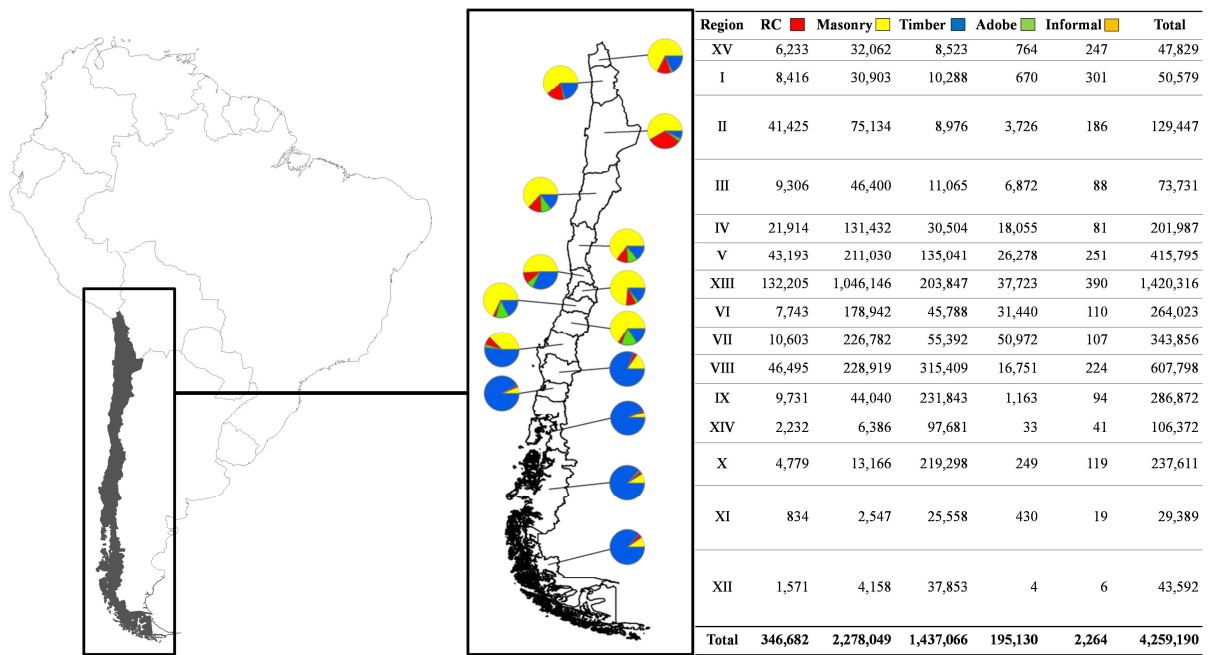 Region RC Masonry Timber Adobe Informal Total
XV 6,233 32,062 8,523 764 247 47,829
I 8,416 30,903 10,288 670 301 50,579
II 41,425 75,134 8,976 3,726 186 129,447
III 9,306 46,400 11,065 6,872 88 73,731
IV 21,914 131,432 30,504 18,055 81 201,987
V 43,193 211,030 135,041 26,278 251 415,795
XIII 132,205 1,046,146 203,847 37,723 390 1,420,316
VI 7,743 178,942 45,788 31,440 110 264,023
VII 10,603 226,782 55,392 50,972 107 343,856
VIII 46,495 228,919 315,409 16,751 224 607,798
IX 9,731 44,040 231,843 1,163 94 286,872
XIV 2,232 6,386 97,681 33 41 106,372
X 4,779 13,166 219,298 249 119 237,611
XI 834 2,547 25,558 430 19 29,389
XII 1,571 4,158 37,853 4 6 43,592
Total 346,682 2,278,049 1,437,066 195,130 2,264 4,259,190